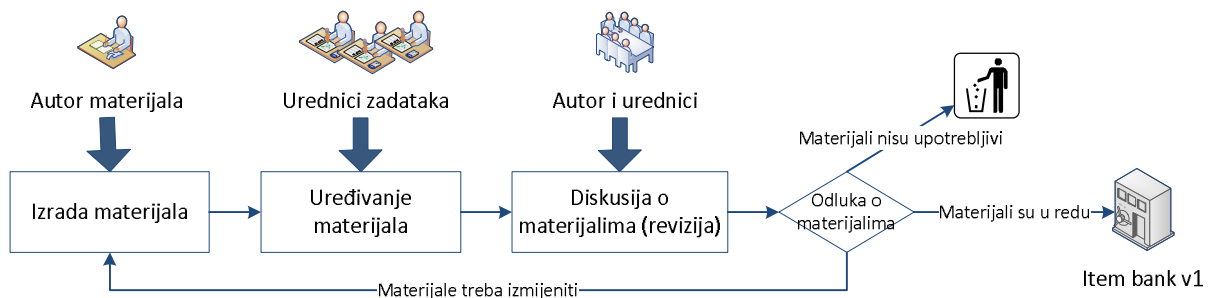 Autor materijala
Urednici zadataka
Autor i urednici
Materijali nisu upotrebljivi
Izrada materijala
Uređivanje
materijala
Diskusija o
materijalima (revizija)
Odluka o
materijalima
Materijali su u redu
Item bank v1
Materijale treba izmijeniti